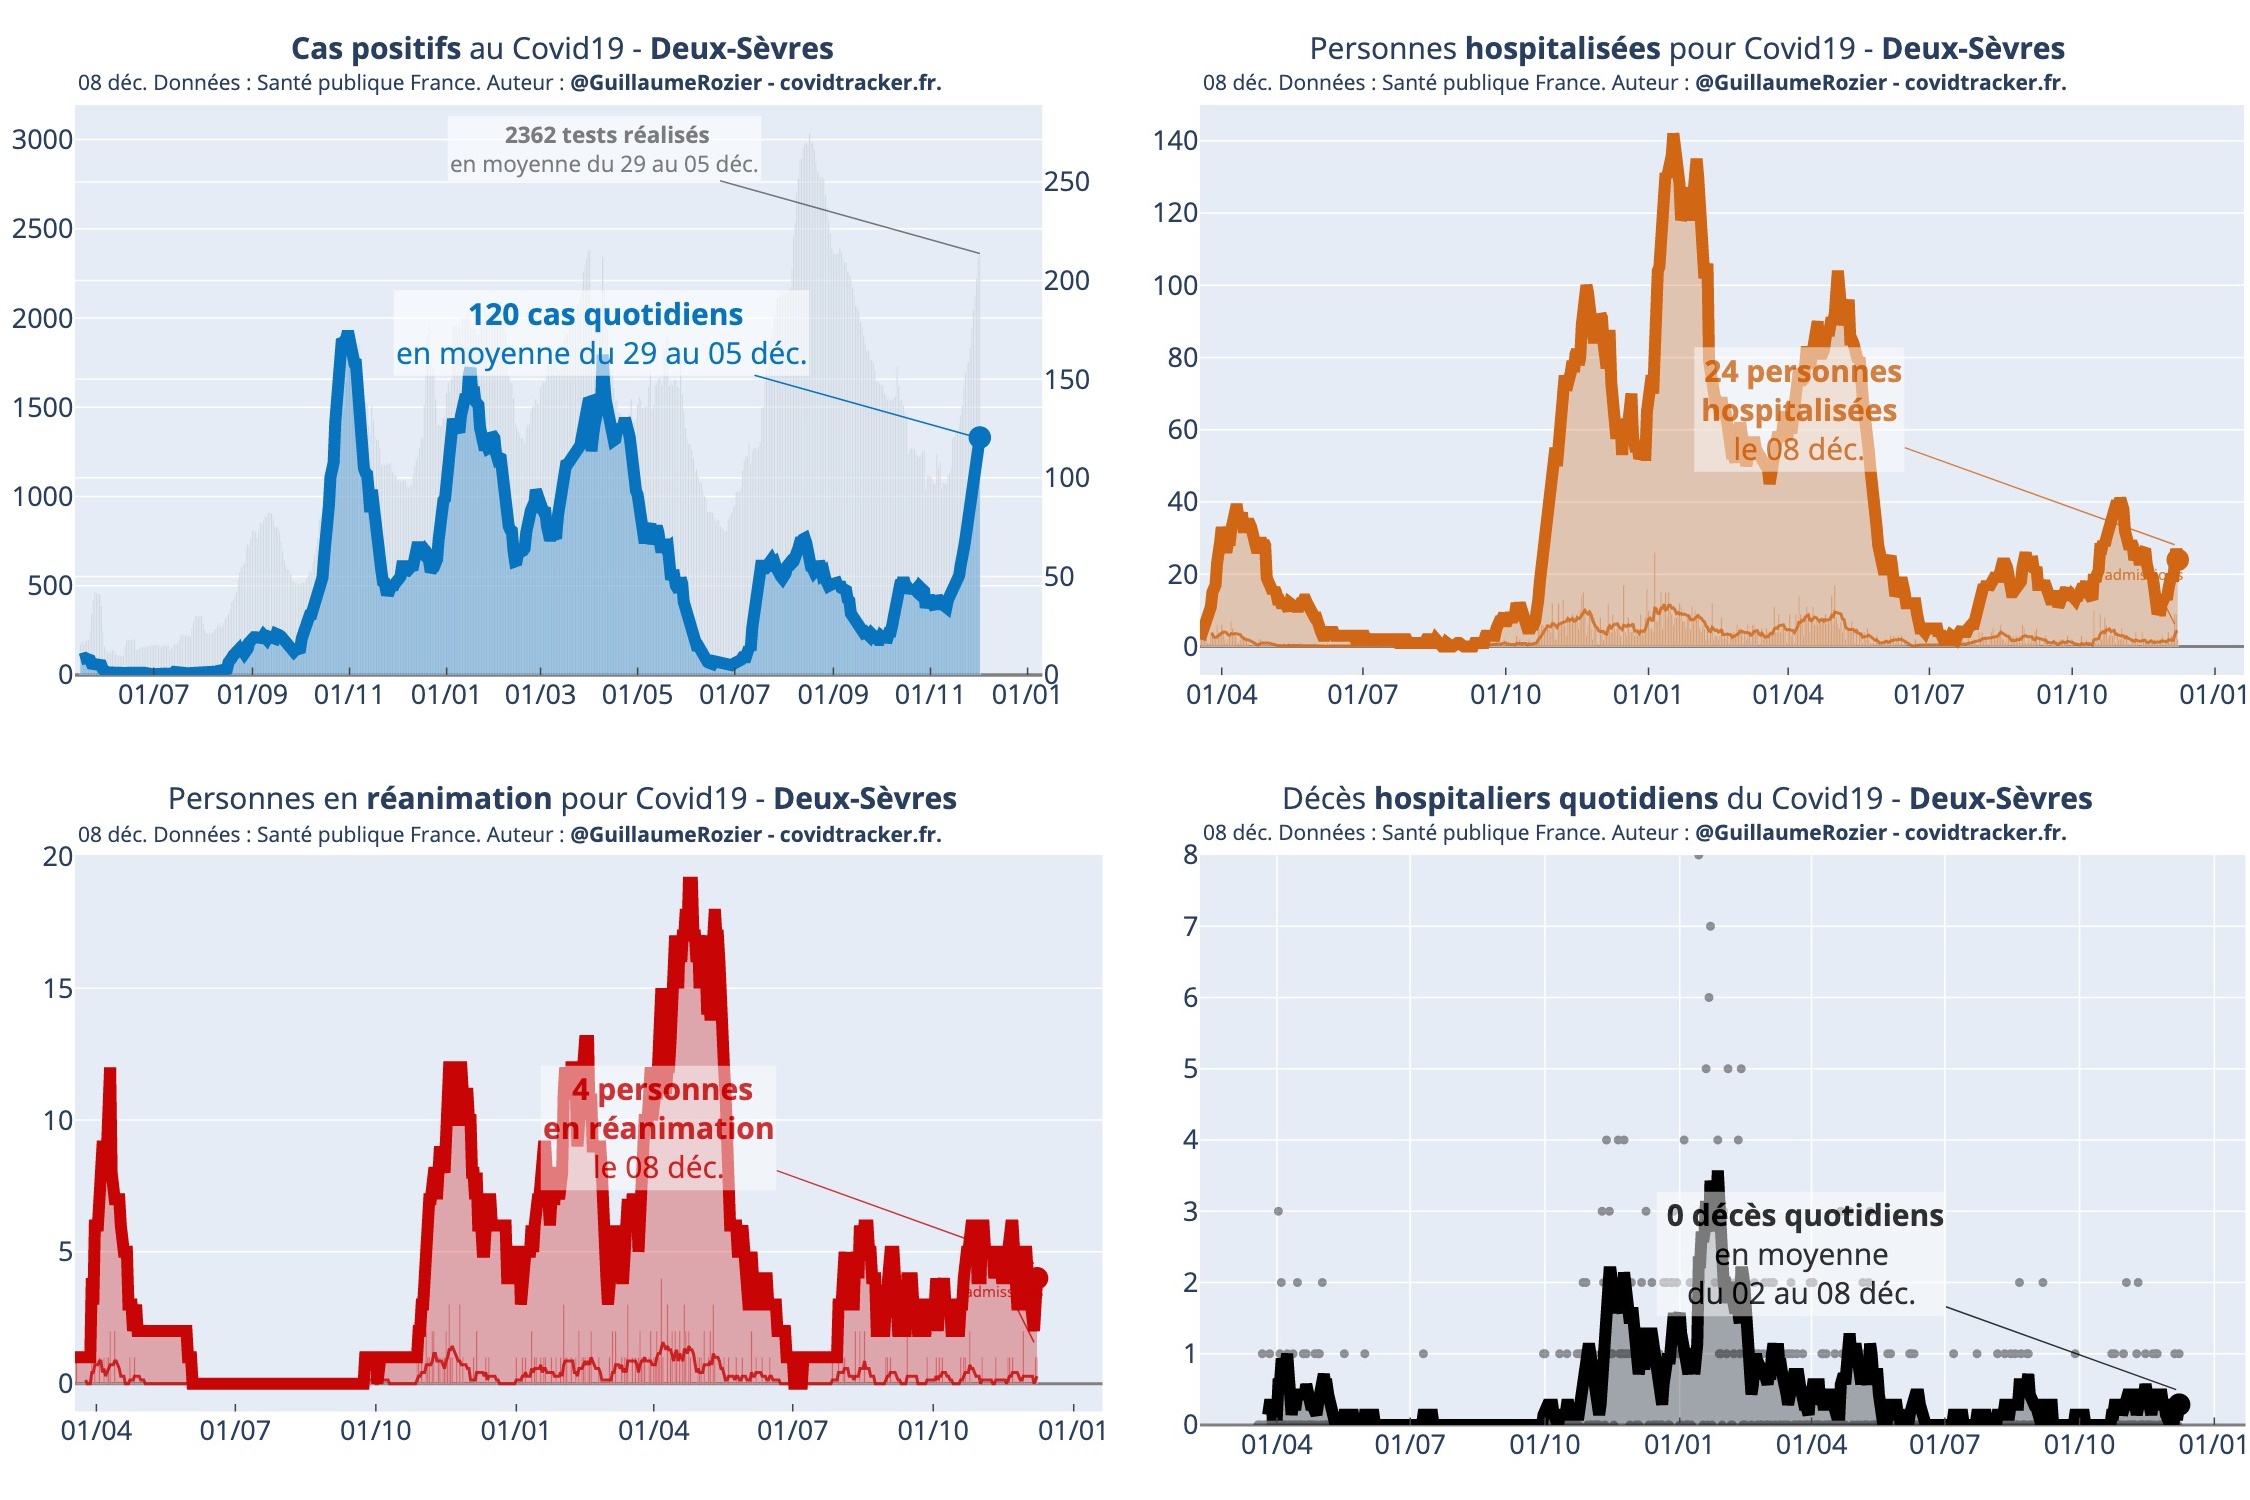 Cas positifs au Covid19 - Deux-Sèvres
08 déc. Données : Santé publique France. Auteur : @GuillaumeRozier - covidtracker.fr.
3000
2500
2000
1500
1000
500
0
250
200
150
100
50
0
2362 tests réalisés
en moyenne du 29 au 05 déc.
120 cas quotidiens
en moyenne du 29 au 05 déc.
01/07 01/09 01/11 01/01 01/03 01/05 01/07 01/09 01/11 01/01
Personnes hospitalisées pour Covid19 - Deux-Sèvres
08 déc. Données : Santé publique France. Auteur : @GuillaumeRozier - covidtracker.fr.
140
120
100
80
60
40
20
0
24 personnes
hospitalisées
le 08 déc.
01/04 01/07 01/10 01/01 01/04 01/07 01/10 01/01
Personnes en réanimation pour Covid19 - Deux-Sèvres
08 déc. Données : Santé publique France. Auteur : @GuillaumeRozier - covidtracker.fr.
20
15
10
5
0
4 personnes
en réanimation
le 08 déc.
01/04 01/07 01/10 01/01 01/04 01/07 01/10 01/01
Décès hospitaliers quotidiens du Covid19 - Deux-Sèvres
08 déc. Données : Santé publique France. Auteur : @GuillaumeRozier - covidtracker.fr.
8
7
6
5
4
3
2
1
0
0 décès quotidiens
en moyenne
du 02 au 08 déc.
01/04 01/07 01/10 01/01 01/04 01/07 01/10 01/01